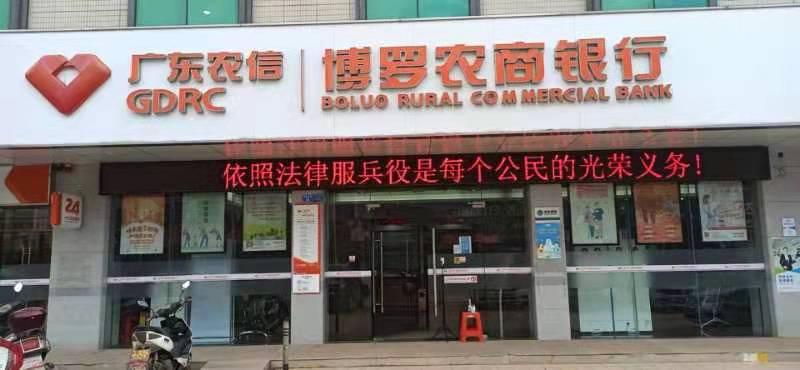 广东农信
GDRC
博罗农商银行
BOLUO RURAL COMMERCIAL BANK
依照法律服兵役是每个公民的光荣义务!
24